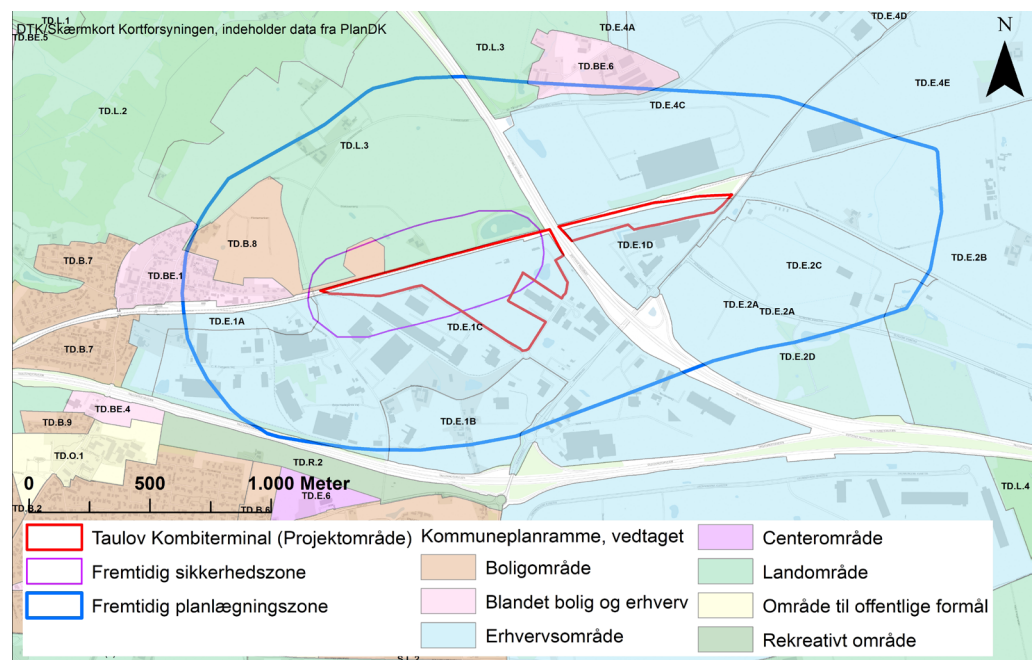 DTK/Skærmkort Kortforsyningen, indeholder data fra PlanDK
TD.L.1
TD.BE.5
TD.L.2
TD.L.3
TD.E.4A
TD.E.4D
N
TD.BE.6
TD.E.4C
TD.E.4E
TD.L.3
TD.B.8
TD.B.7
TD.BE.1
TD.E.1D
TD.E.2C
TD.E.2B
TD.E.2A
TD.E.2A
TD.E.1A
TD.E.1C
TD.B.7
TD.E.2D
TD.BE.4
TD.B.9
TD.E.1B
TD.O.1
TD.R.2
0 500 1.000 Meter
TD.E.6
TD.L.4
TD.B.2
TD.B.6
Taulov Kombiterminal (Projektområde)
Fremtidig sikkerhedszone
Fremtidig planlægningszone
Kommuneplanramme, vedtaget
Boligområde
Blandet bolig og erhverv
Erhvervsområde
Centerområde
Landområde
Område til offentlige formål
Rekreativt område